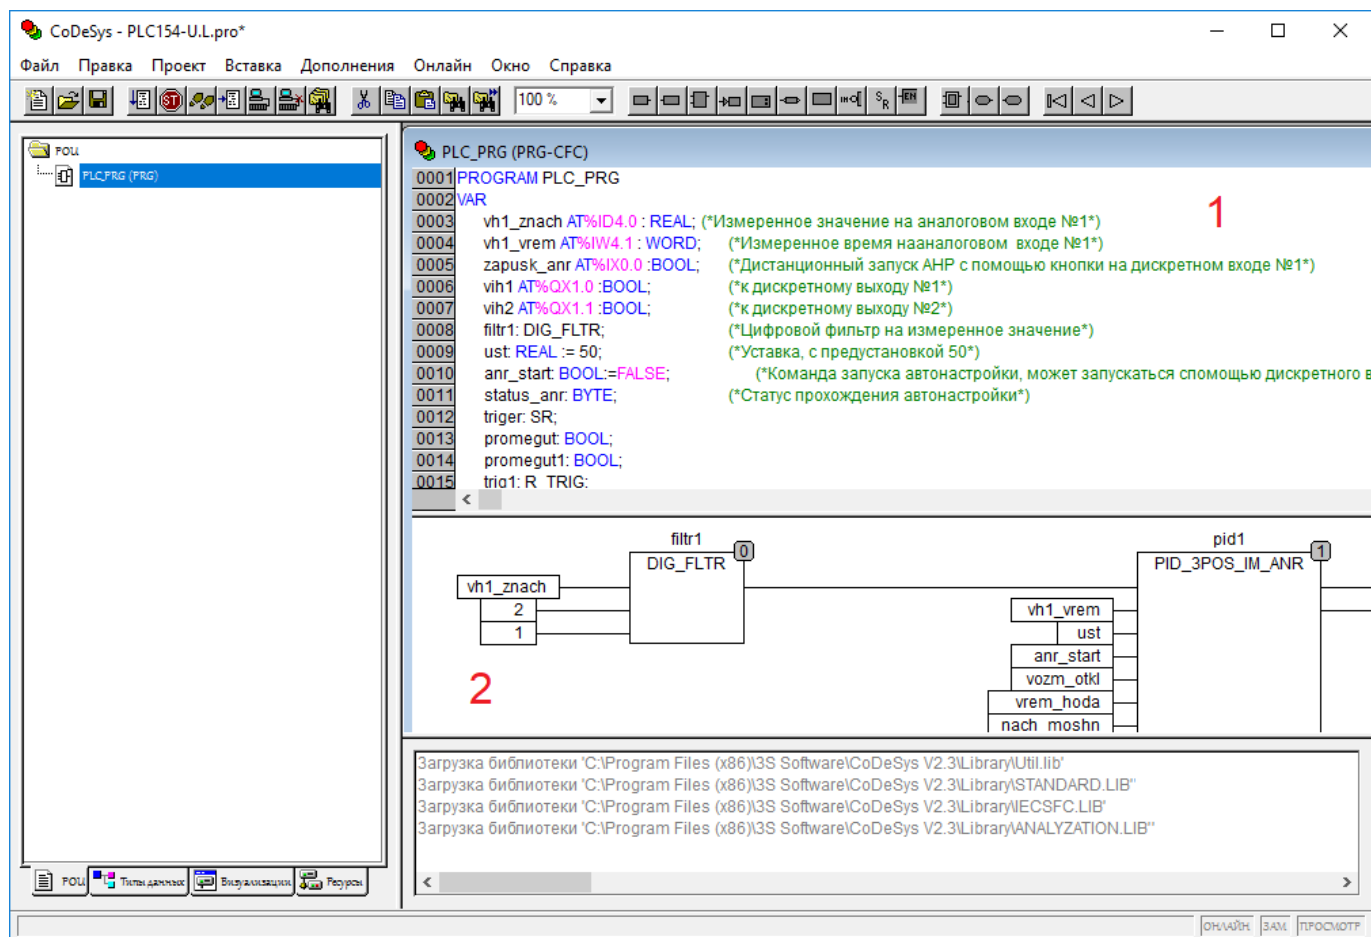 CoDeSys - PLC154-U.L.pro*
Файл Правка Проект Вставка Дополнения Онлайн Окно Справка
100 %
POU
PLC_PRG (PRG)
PLC_PRG (PRG-CFC)
0001 PROGRAM PLC_PRG
0002 VAR
0003 vh1_znach AT%ID4.0 : REAL; (*Измеренное значение на аналоговом входе №1*)
0004 vh1_vrem AT%IW4.1 : WORD; (*Измеренное время нааналоговом входе №1*)
0005 zapusk_anr AT%IX0.0 :BOOL; (*Дистанционный запуск АНР с помощью кнопки на дискретном входе №1*)
0006 vih1 AT%QX1.0 :BOOL; (*к дискретному выходу №1*)
0007 vih2 AT%QX1.1 :BOOL; (*к дискретному выходу №2*)
0008 filtr1: DIG_FLTR; (*Цифровой фильтр на измеренное значение*)
0009 ust: REAL := 50; (*Уставка, с предустановкой 50*)
0010 anr_start: BOOL:=FALSE; (*Команда запуска автонастройки, может запускаться спомощью дискретного в
0011 status_anr: BYTE; (*Статус прохождения автонастройки*)
0012 triger: SR;
0013 promegut: BOOL;
0014 promegut1: BOOL;
0015 trig1: R_TRIG;
1
filtr1
0
DIG_FLTR
vh1_znach
2
1
2
pid1
1
PID_3POS_IM_ANR
vh1_vrem
ust
anr_start
vozm_otkl
vrem_hoda
nach_moshn
Загрузка библиотеки 'C:\Program Files (x86)\3S Software\CoDeSys V2.3\Library\Util.lib'
Загрузка библиотеки 'C:\Program Files (x86)\3S Software\CoDeSys V2.3\Library\STANDARD.LIB"
Загрузка библиотеки 'C:\Program Files (x86)\3S Software\CoDeSys V2.3\Library\IECSFC.LIB'
Загрузка библиотеки 'C:\Program Files (x86)\3S Software\CoDeSys V2.3\Library\ANALYZATION.LIB"
POU Типы данных Визуализации Ресурсы
ОНЛАЙН ЗАМ ПРОСМОТР